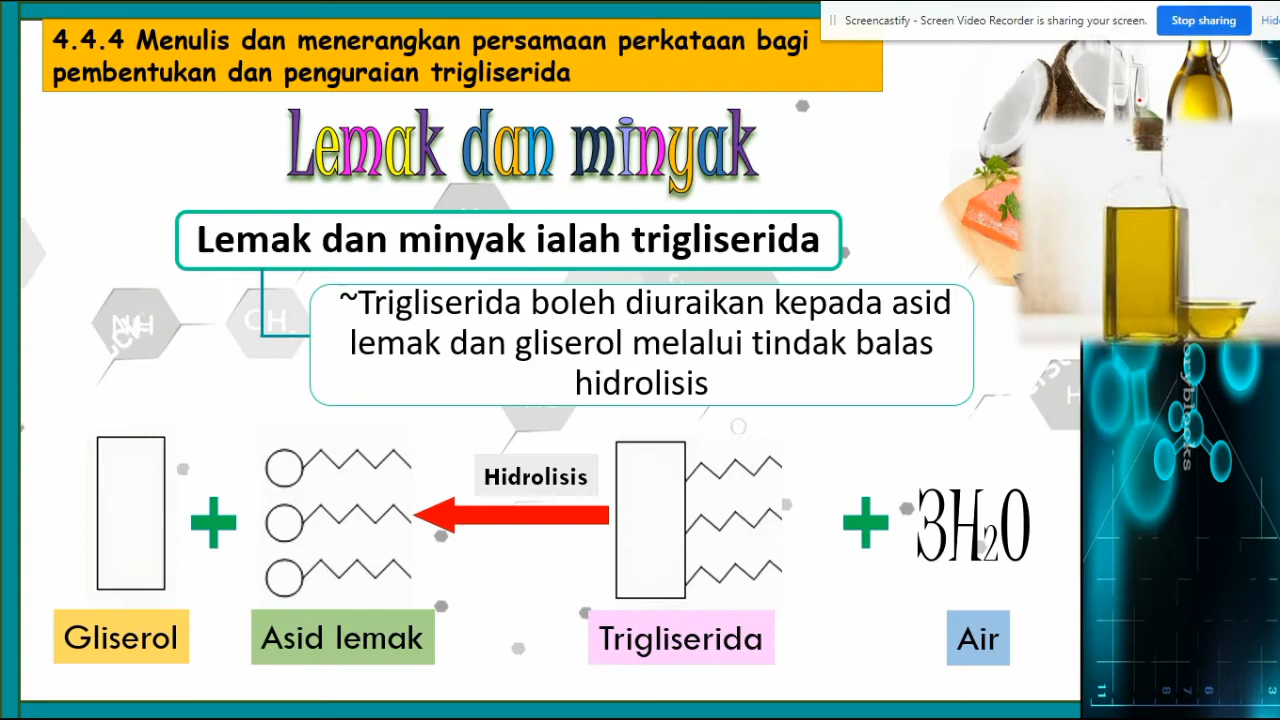 Screencastify - Screen Video Recorder is sharing your screen.
Stop sharing
4.4.4 Menulis dan menerangkan persamaan perkataan bagi
pembentukan dan penguraian trigliserida
Lemak dan minyak
Lemak dan minyak ialah trigliserida
~Trigliserida boleh diuraikan kepada asid
lemak dan gliserol melalui tindak balas
hidrolisis
Hidrolisis
3H₂O
Gliserol
Asid lemak
Trigliserida
Air